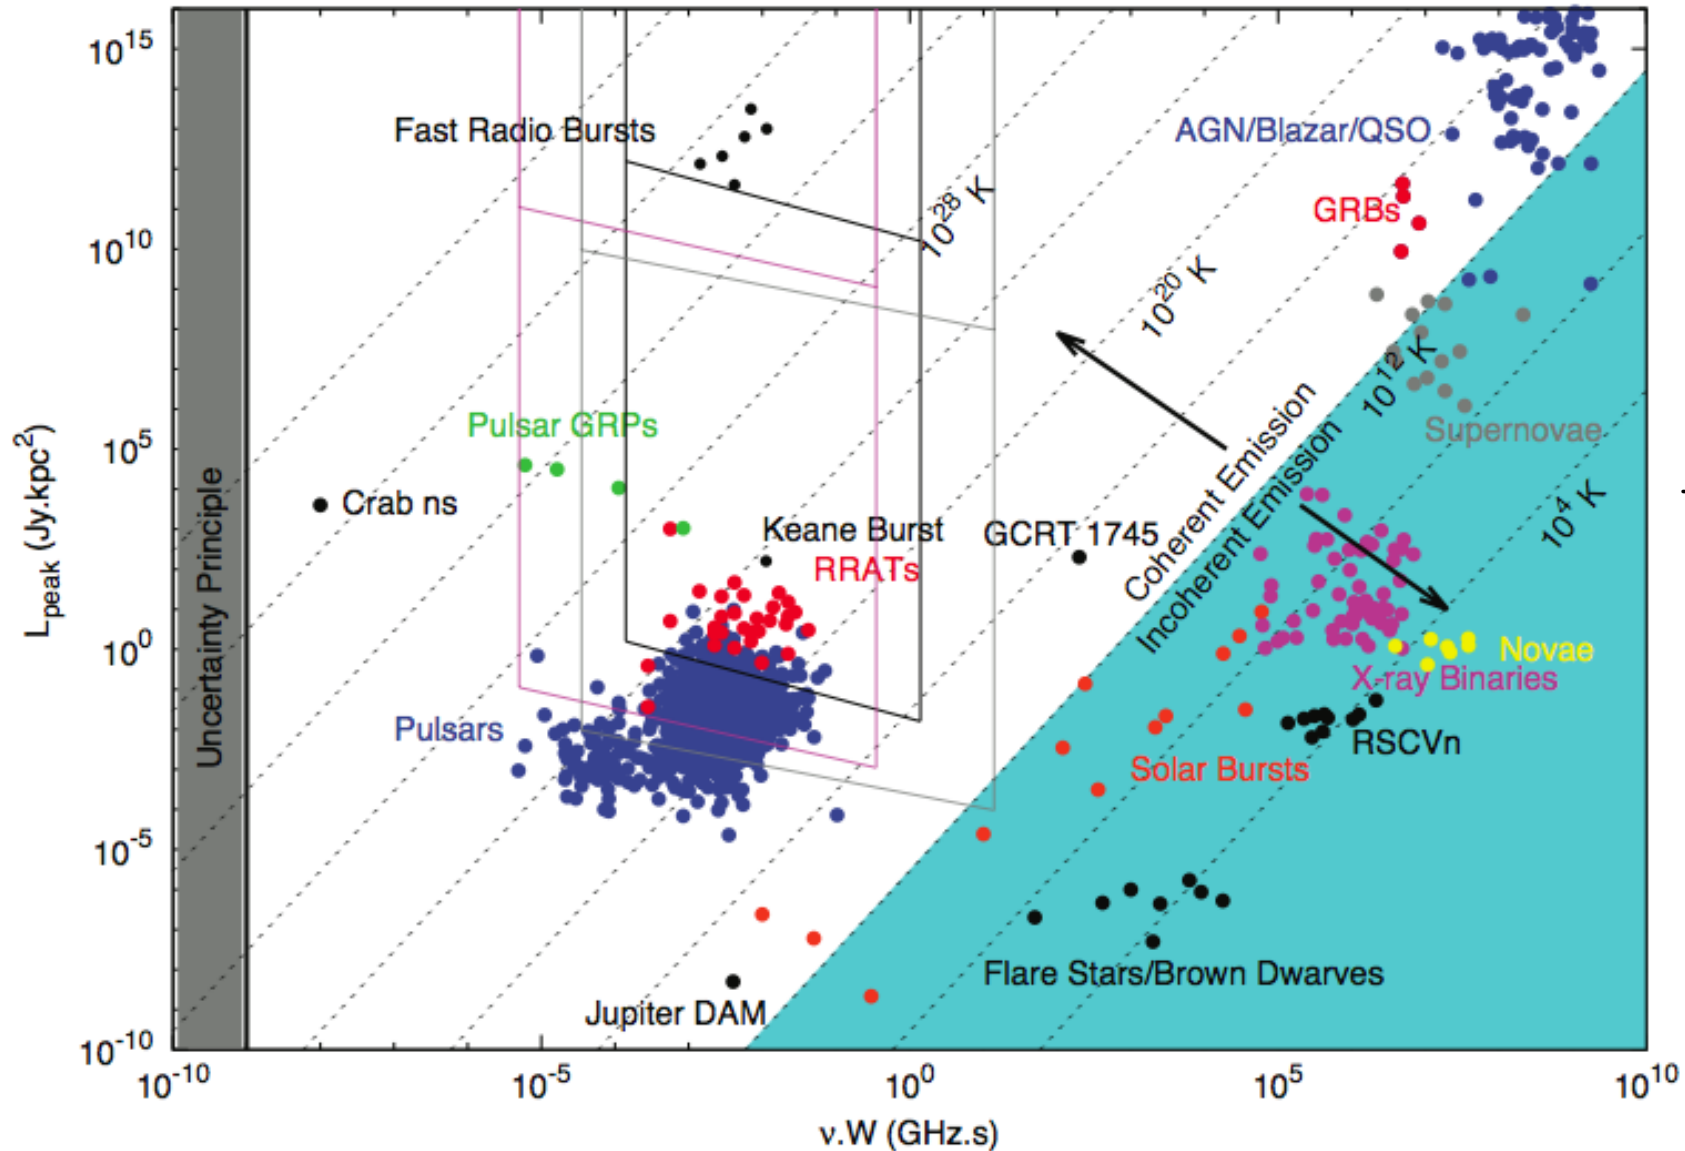 10^15
10^10
10^5
10^0
10^-5
10^-10
L_peak (Jy.kpc^2)
10^-10
10^-5
10^0
10^5
10^10
ν.W (GHz.s)
Uncertainty Principle
Fast Radio Bursts
AGN/Blazar/QSO
10^28 K
GRBs
10^20 K
10^12 K
Pulsar GRPs
Supernovae
Crab ns
Coherent Emission
Incoherent Emission
10^4 K
Keane Burst
GCRT 1745
RRATs
Novae
X-ray Binaries
Pulsars
RSCVn
Solar Bursts
Flare Stars/Brown Dwarves
Jupiter DAM